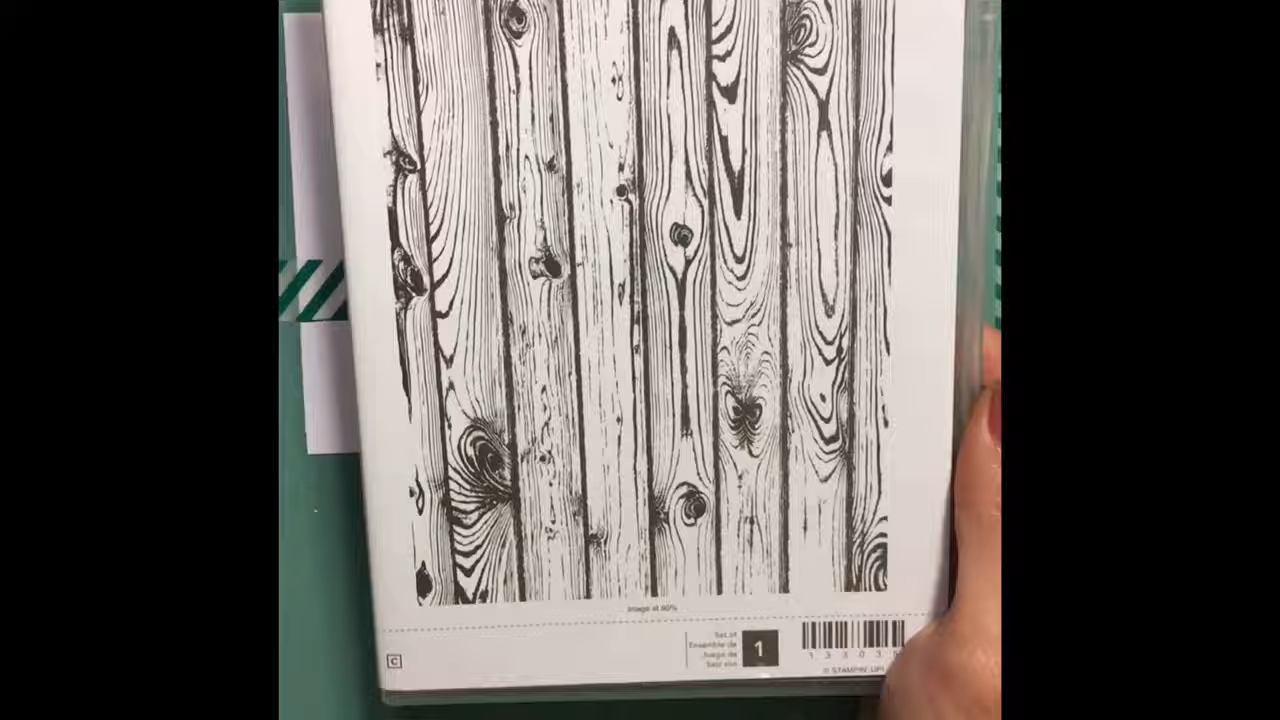 Image at 90%
Set of
Ensemble de
Juego de
Satz von
1
C
© STAMPIN' UP!